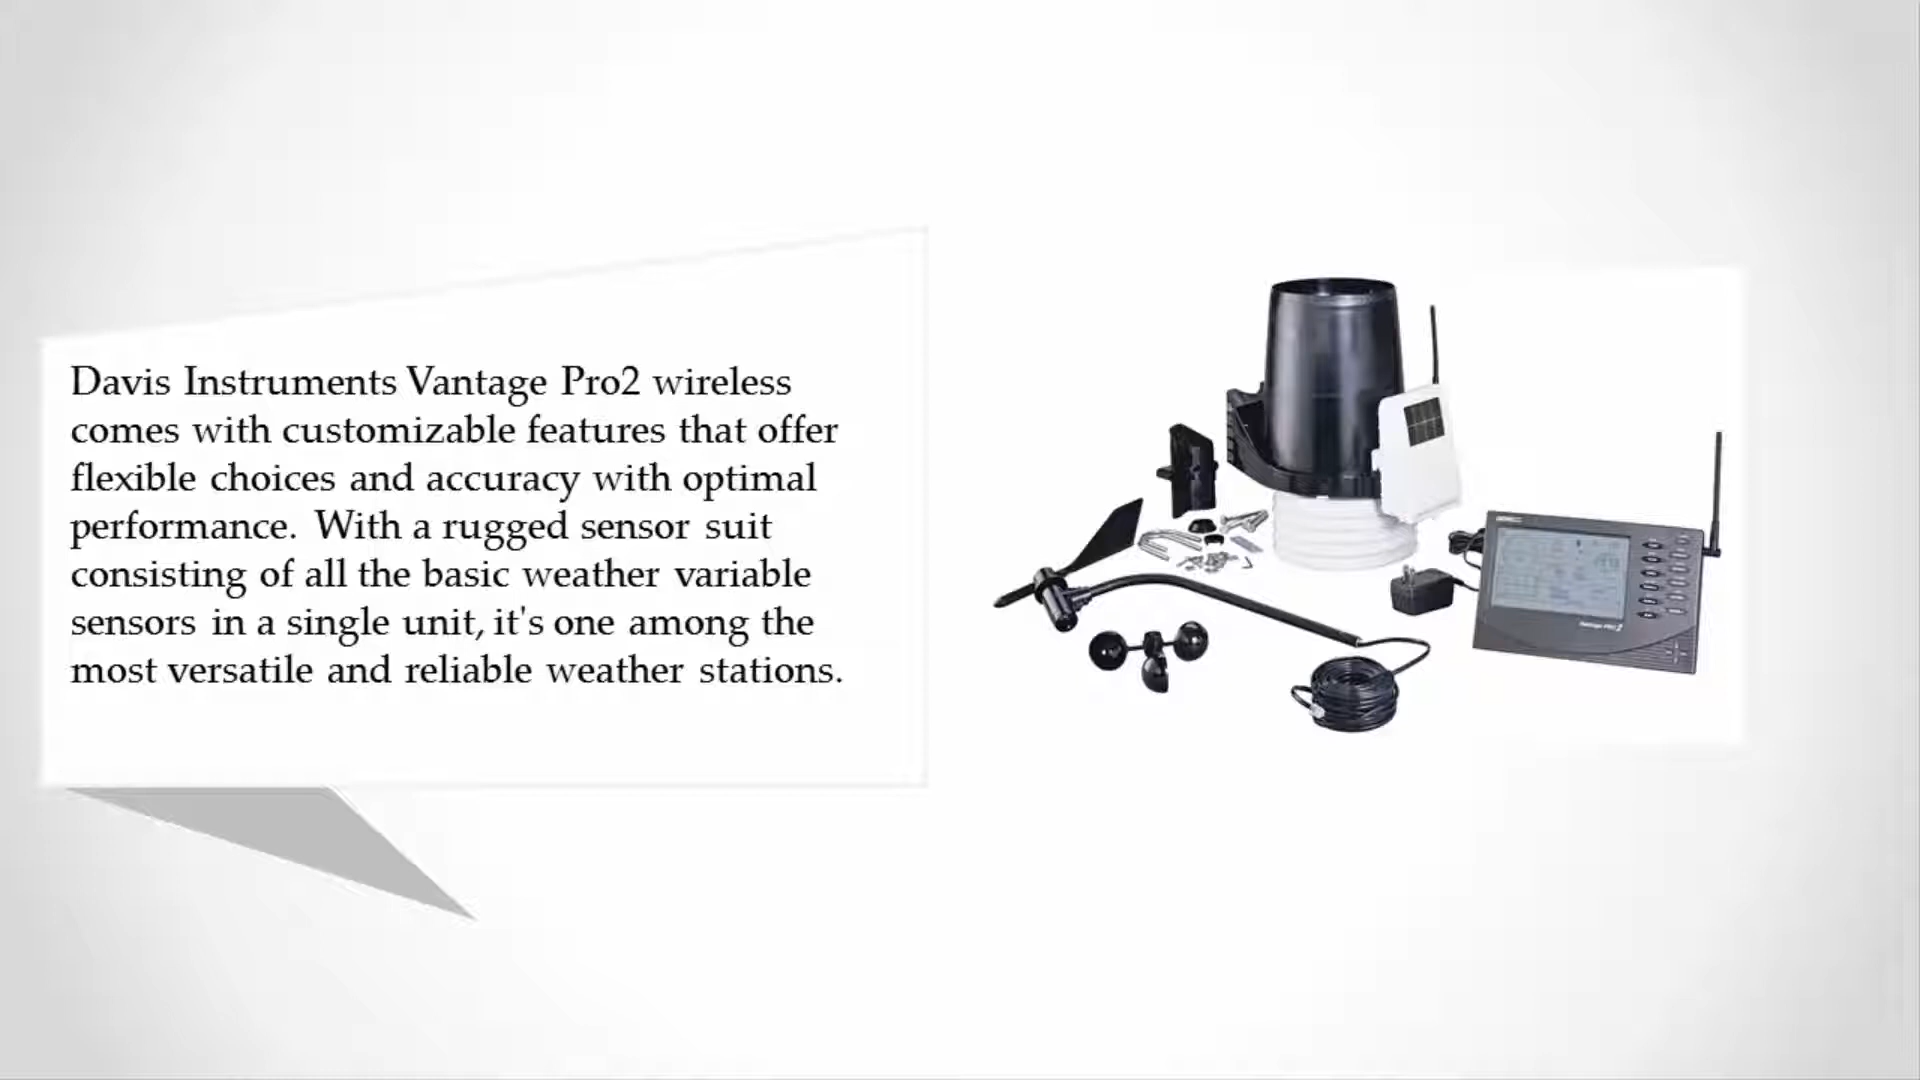 Davis Instruments Vantage Pro2 wireless
comes with customizable features that offer
flexible choices and accuracy with optimal
performance. With a rugged sensor suit
consisting of all the basic weather variable
sensors in a single unit, it's one among the
most versatile and reliable weather stations.
Vantage PRO2